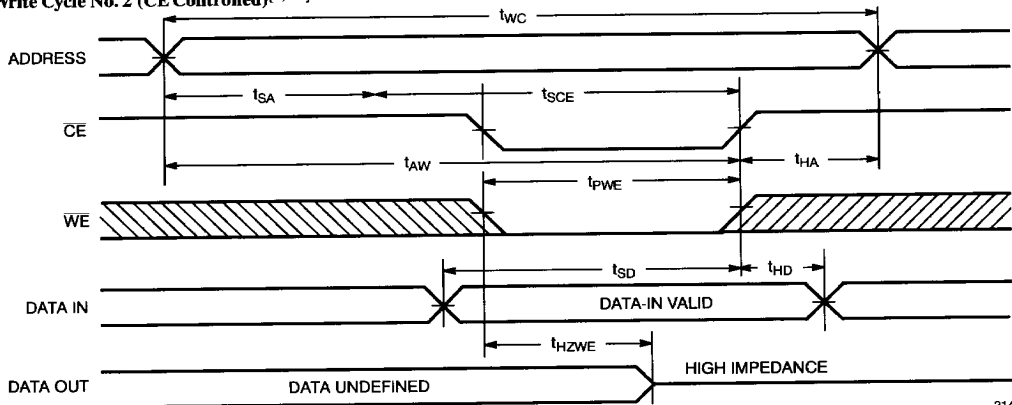 Write Cycle No. 2 (CE Controlled)
tWC
ADDRESS
tSA
tSCE
CE
tAW
tHA
tPWE
WE
tSD
tHD
DATA IN
DATA-IN VALID
tHZWE
HIGH IMPEDANCE
DATA OUT
DATA UNDEFINED